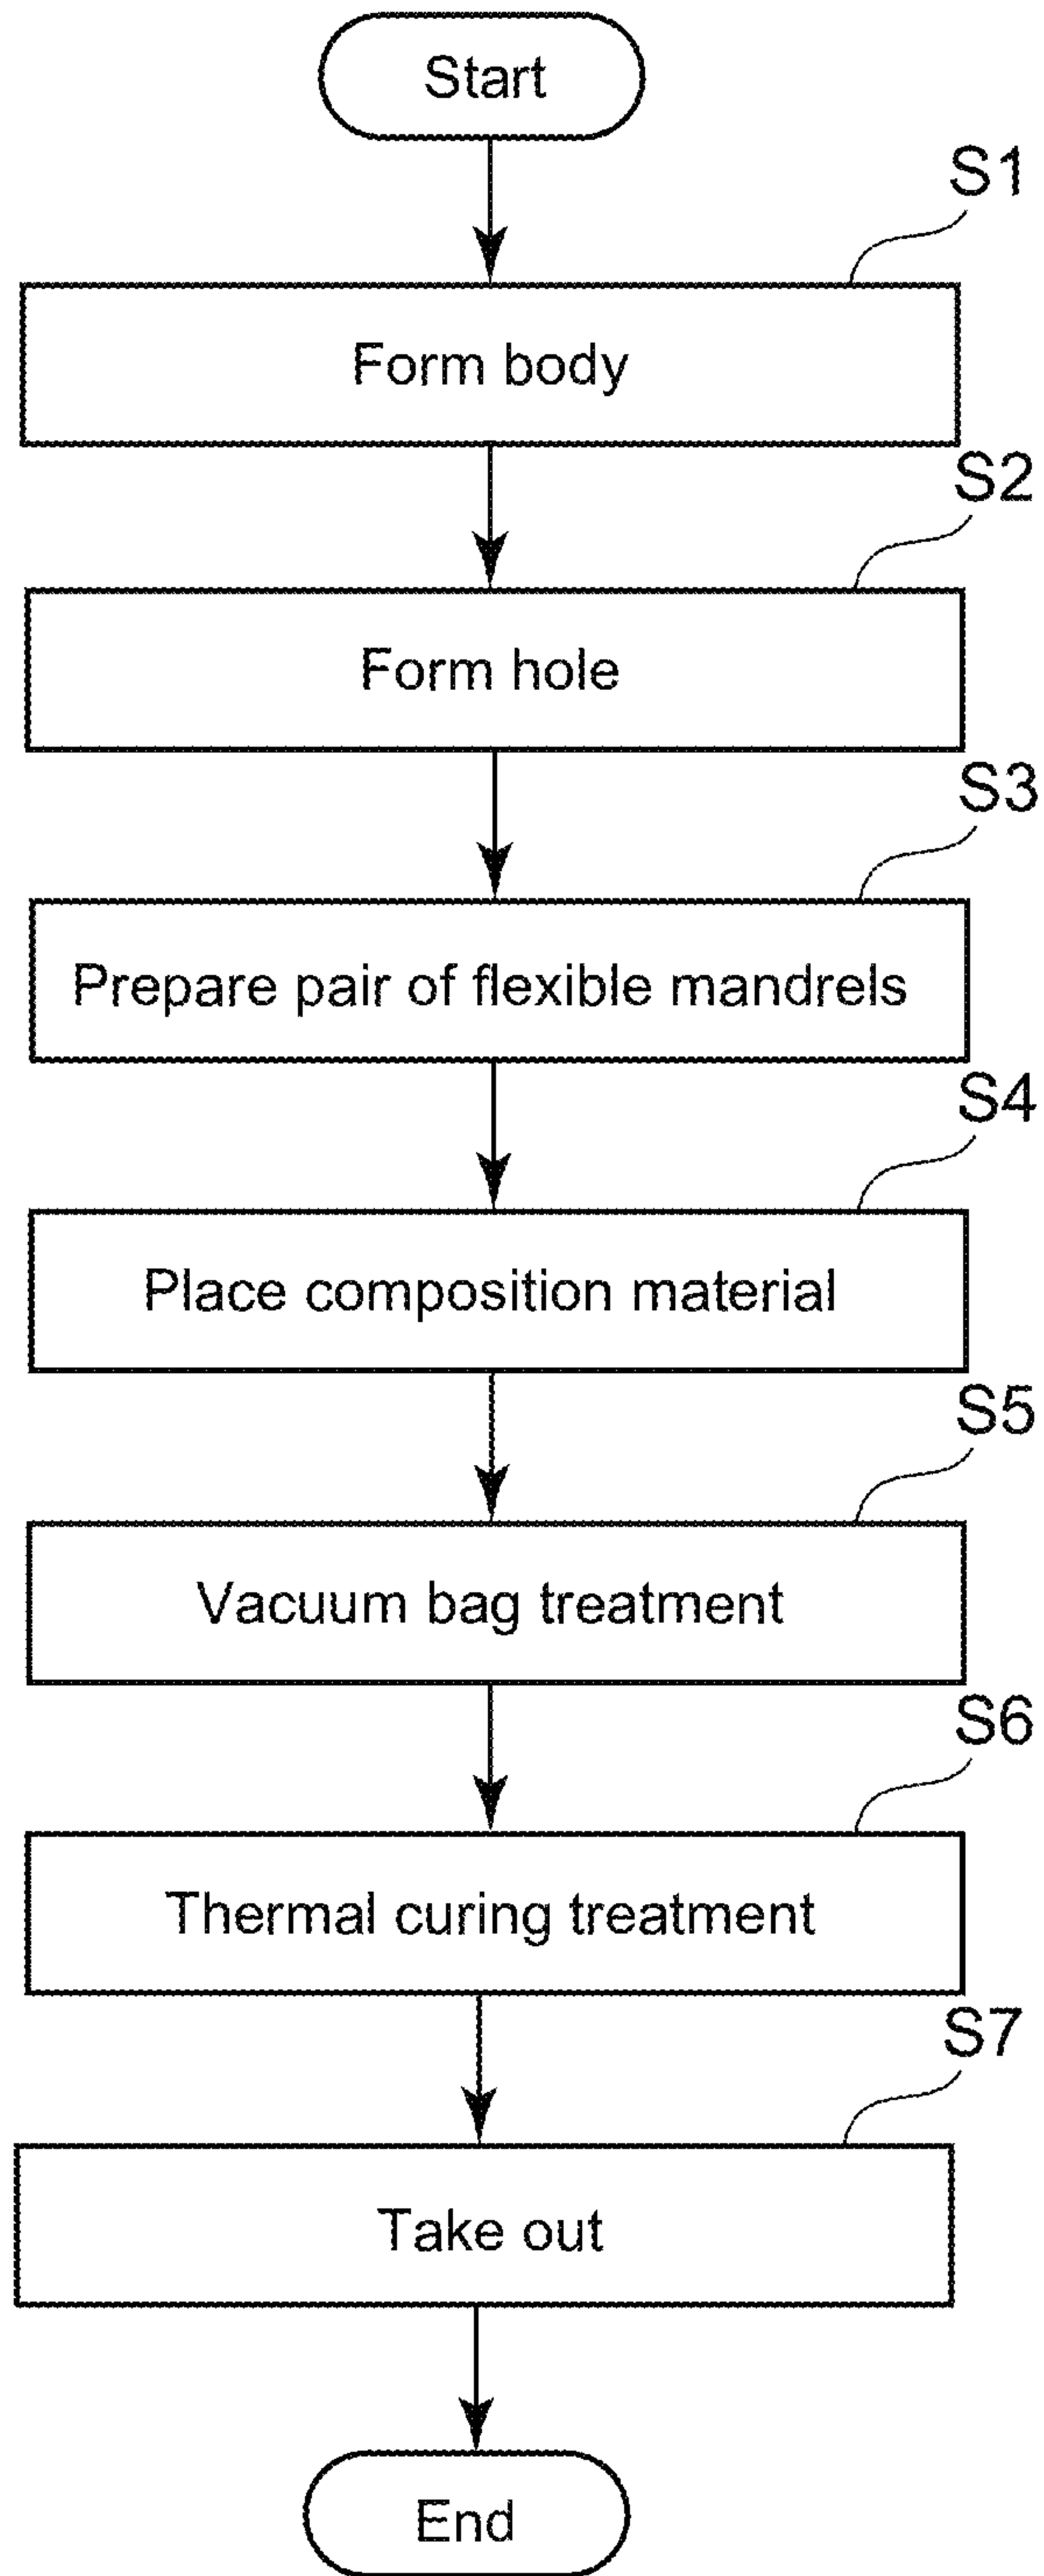 Start
S1
Form body
S2
Form hole
S3
Prepare pair of flexible mandrels
S4
Place composition material
S5
Vacuum bag treatment
S6
Thermal curing treatment
S7
Take out
End